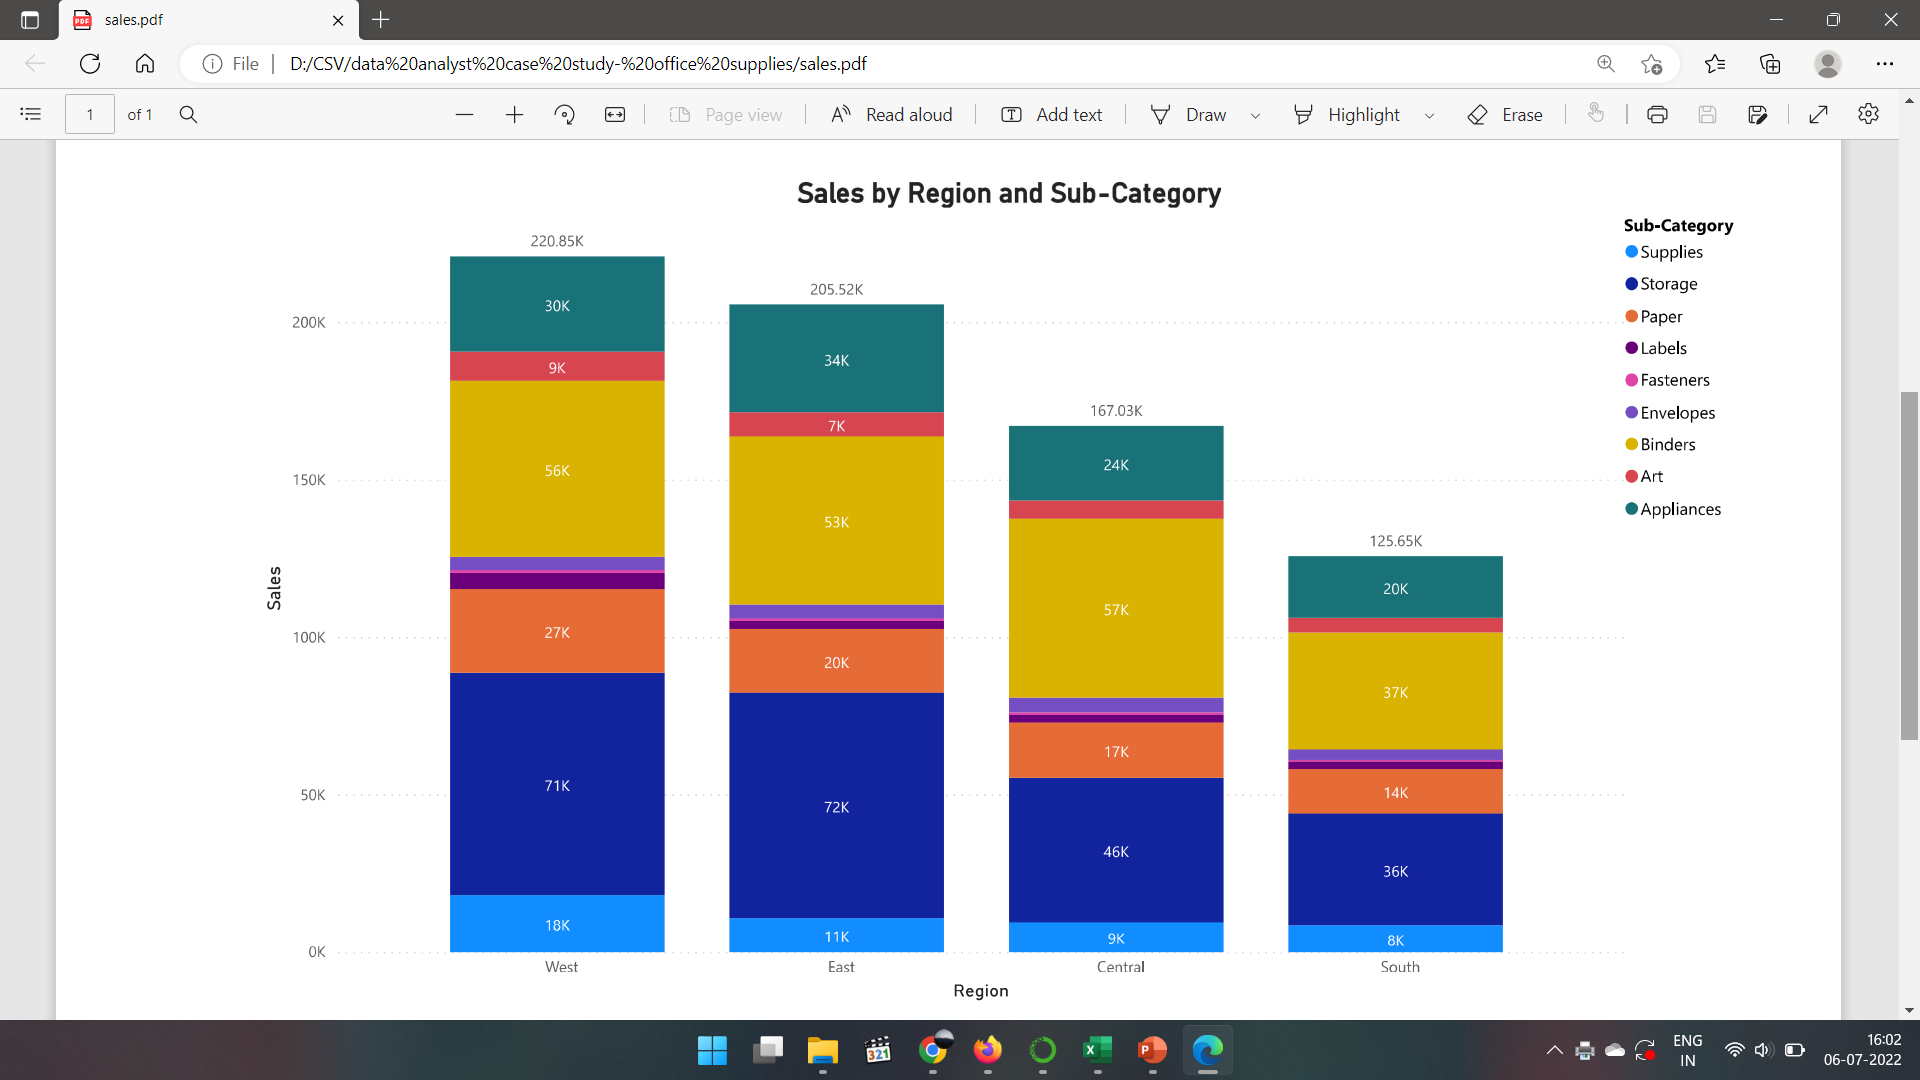 sales.pdf
File
D:/CSV/data%20analyst%20case%20study-%20office%20supplies/sales.pdf
1 of 1
Page view
Read aloud
Add text
Draw
Highlight
Erase
Sales by Region and Sub-Category
Sub-Category
Supplies
Storage
Paper
Labels
Fasteners
Envelopes
Binders
Art
Appliances
Sales
200K
150K
100K
50K
0K
220.85K
30K
9K
56K
27K
71K
18K
205.52K
34K
7K
53K
20K
72K
11K
167.03K
24K
57K
17K
46K
9K
125.65K
20K
37K
14K
36K
8K
West
East
Central
South
Region
321
ENG
IN
16:02
06-07-2022